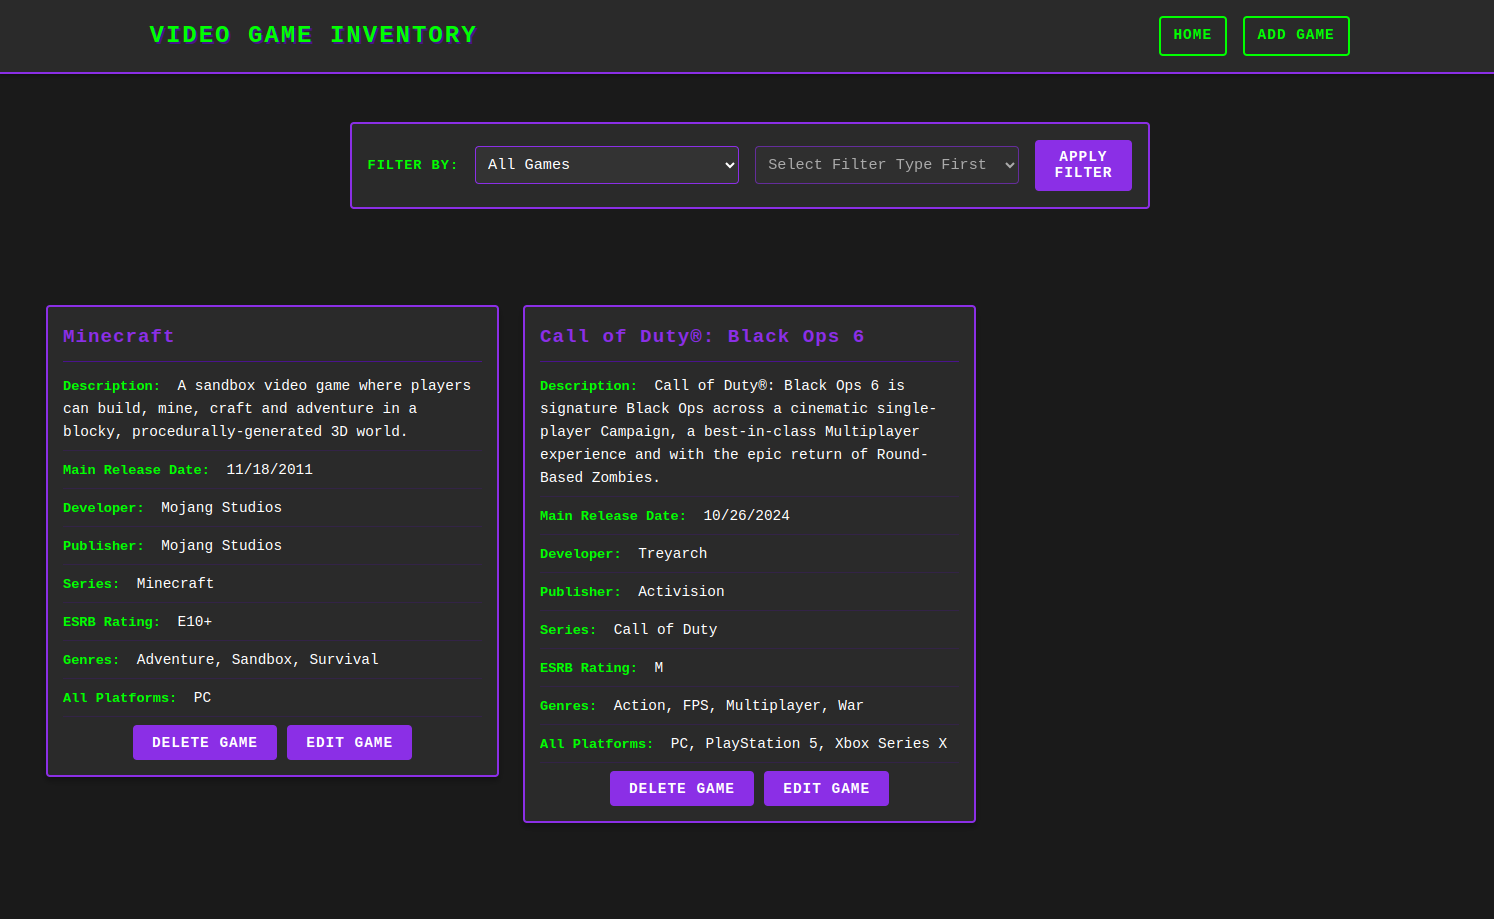 VIDEO GAME INVENTORY
HOME
ADD GAME
FILTER BY:
All Games
Select Filter Type First
APPLY
FILTER
Minecraft
Description: A sandbox video game where players
can build, mine, craft and adventure in a
blocky, procedurally-generated 3D world.
Main Release Date: 11/18/2011
Developer: Mojang Studios
Publisher: Mojang Studios
Series: Minecraft
ESRB Rating: E10+
Genres: Adventure, Sandbox, Survival
All Platforms: PC
DELETE GAME
EDIT GAME
Call of Duty®: Black Ops 6
Description: Call of Duty®: Black Ops 6 is
signature Black Ops across a cinematic single-
player Campaign, a best-in-class Multiplayer
experience and with the epic return of Round-
Based Zombies.
Main Release Date: 10/26/2024
Developer: Treyarch
Publisher: Activision
Series: Call of Duty
ESRB Rating: M
Genres: Action, FPS, Multiplayer, War
All Platforms: PC, PlayStation 5, Xbox Series X
DELETE GAME
EDIT GAME